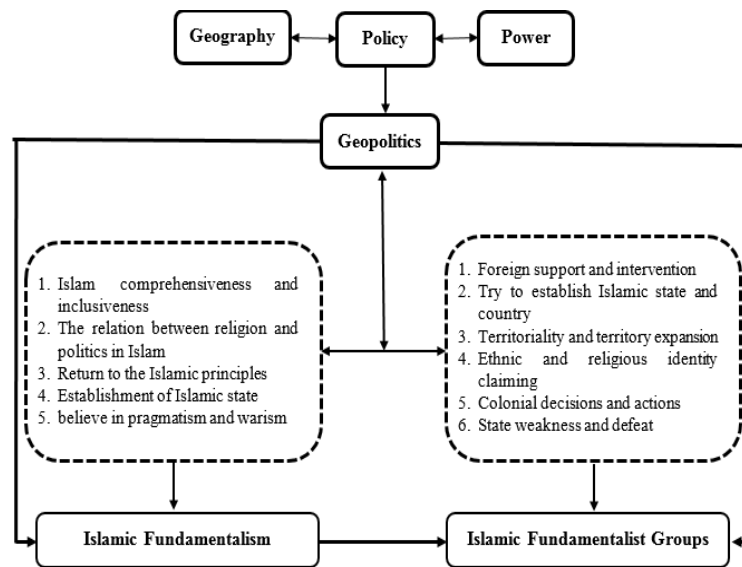 Geography
Policy
Power
Geopolitics
1. Islam comprehensiveness and
inclusiveness
2. The relation between religion and
politics in Islam
3. Return to the Islamic principles
4. Establishment of Islamic state
5. believe in pragmatism and warism
1. Foreign support and intervention
2. Try to establish Islamic state and
country
3. Territoriality and territory expansion
4. Ethnic and religious identity
claiming
5. Colonial decisions and actions
6. State weakness and defeat
Islamic Fundamentalism
Islamic Fundamentalist Groups